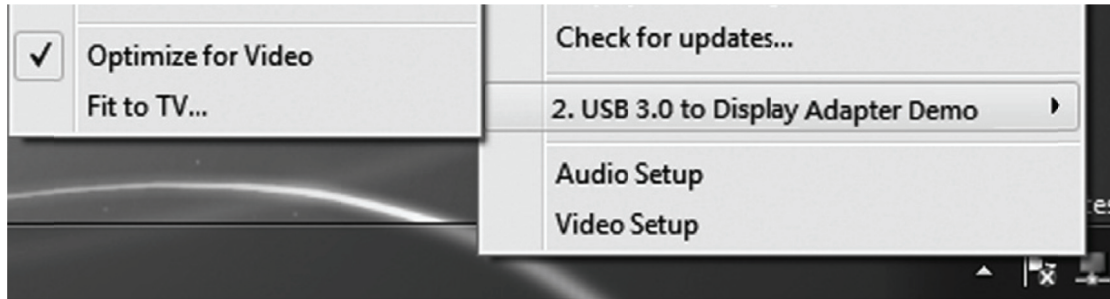 Optimize for Video
Fit to TV...
Check for updates...
2. USB 3.0 to Display Adapter Demo
Audio Setup
Video Setup